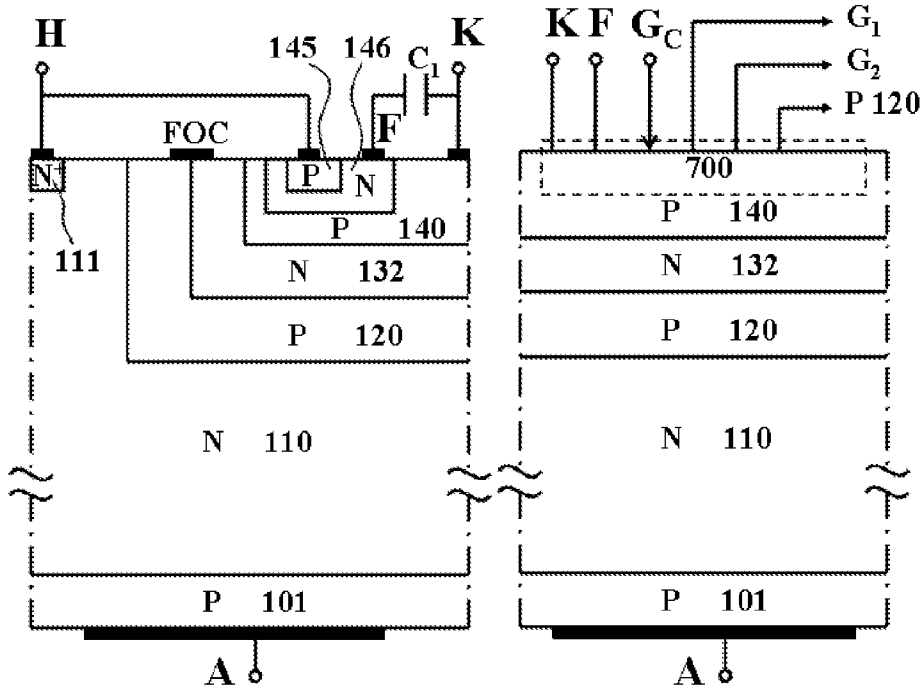 H
145
146
C1
K
FOC
F
N+
111
P
N
P 140
N 132
P 120
N 110
P 101
A
K F GC
G1
G2
P 120
700
P 140
N 132
P 120
N 110
P 101
A